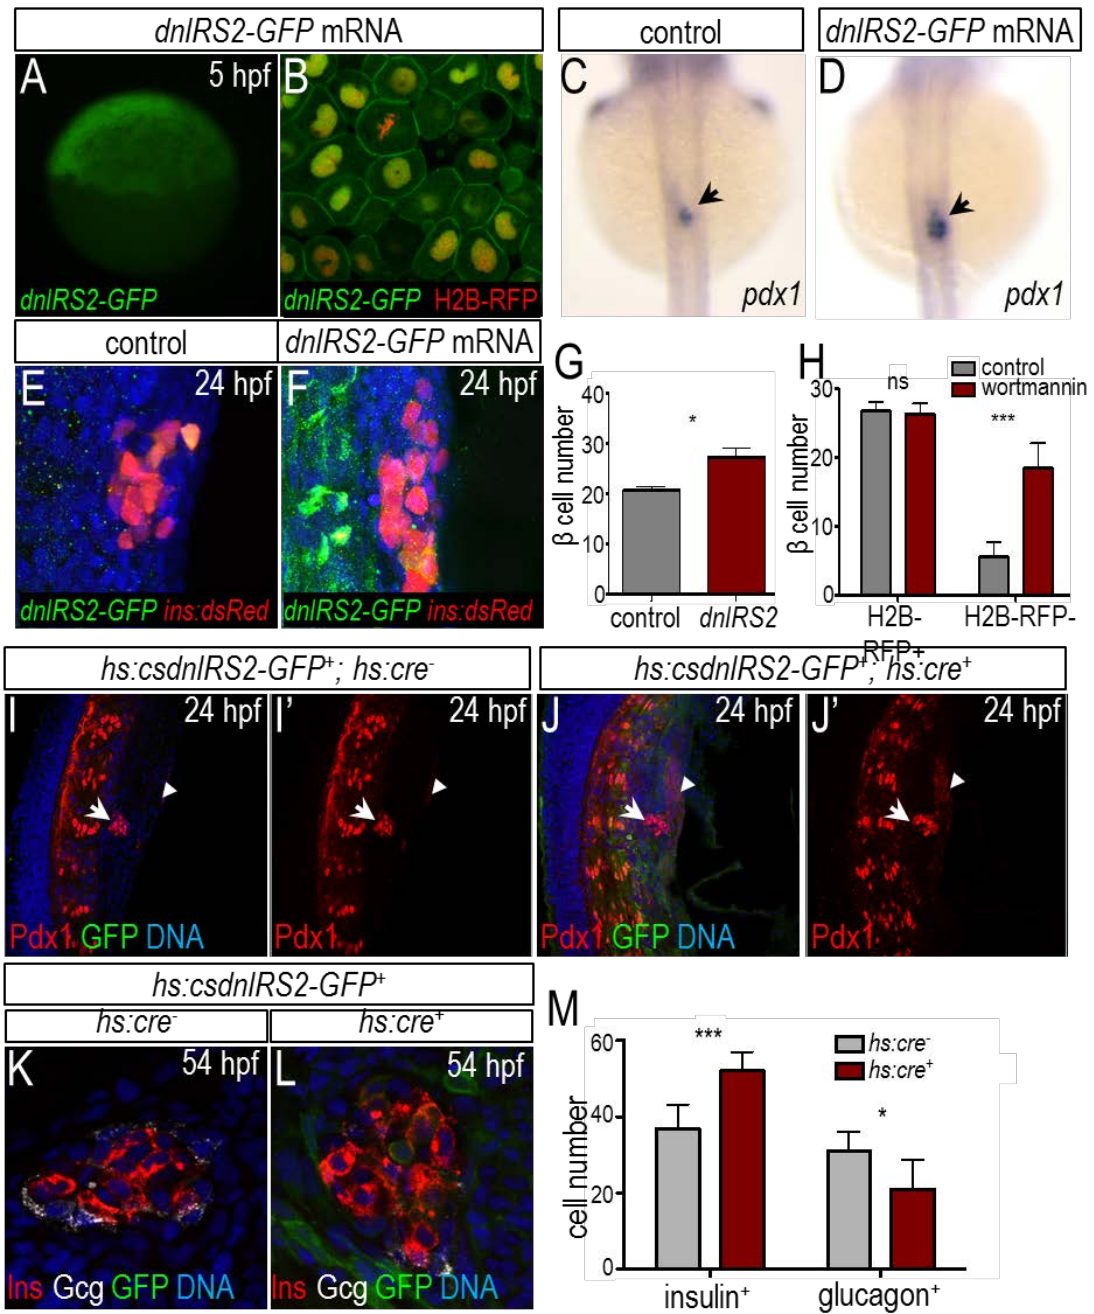 dnIRS2-GFP mRNA
control
dnIRS2-GFP mRNA
A
5 hpf
B
C
D
dnIRS2-GFP
dnIRS2-GFP H2B-RFP
pdx1
pdx1
control
dnIRS2-GFP mRNA
E
24 hpf
F
24 hpf
dnIRS2-GFP ins:dsRed
dnIRS2-GFP ins:dsRed
G
40
30
20
10
0
β cell number
*
control
dnIRS2
H
control
wortmannin
30
20
10
0
β cell number
ns
***
H2B-
RFP+
H2B-RFP-
hs:csdnIRS2-GFP+; hs:cre-
hs:csdnIRS2-GFP+; hs:cre+
I
24 hpf
I’
24 hpf
J
24 hpf
J’
24 hpf
Pdx1 GFP DNA
Pdx1
Pdx1 GFP DNA
Pdx1
hs:csdnIRS2-GFP+
hs:cre-
hs:cre+
K
54 hpf
L
54 hpf
Ins Gcg GFP DNA
Ins Gcg GFP DNA
M
60
40
20
0
cell number
***
*
hs:cre-
hs:cre+
insulin+
glucagon+